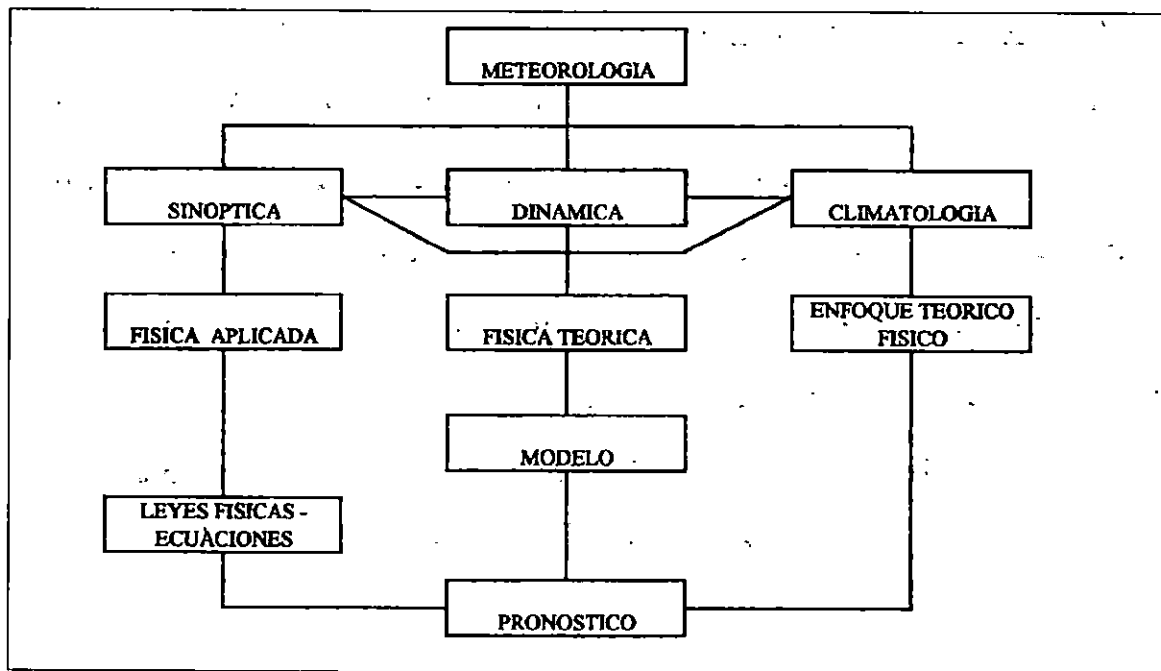 METEOROLOGIA
SINOPTICA
DINAMICA
CLIMATOLOGIA
FISICA APLICADA
FISICA TEORICA
ENFOQUE TEORICO
FISICO
MODELO
LEYES FISICAS -
ECUACIONES
PRONOSTICO